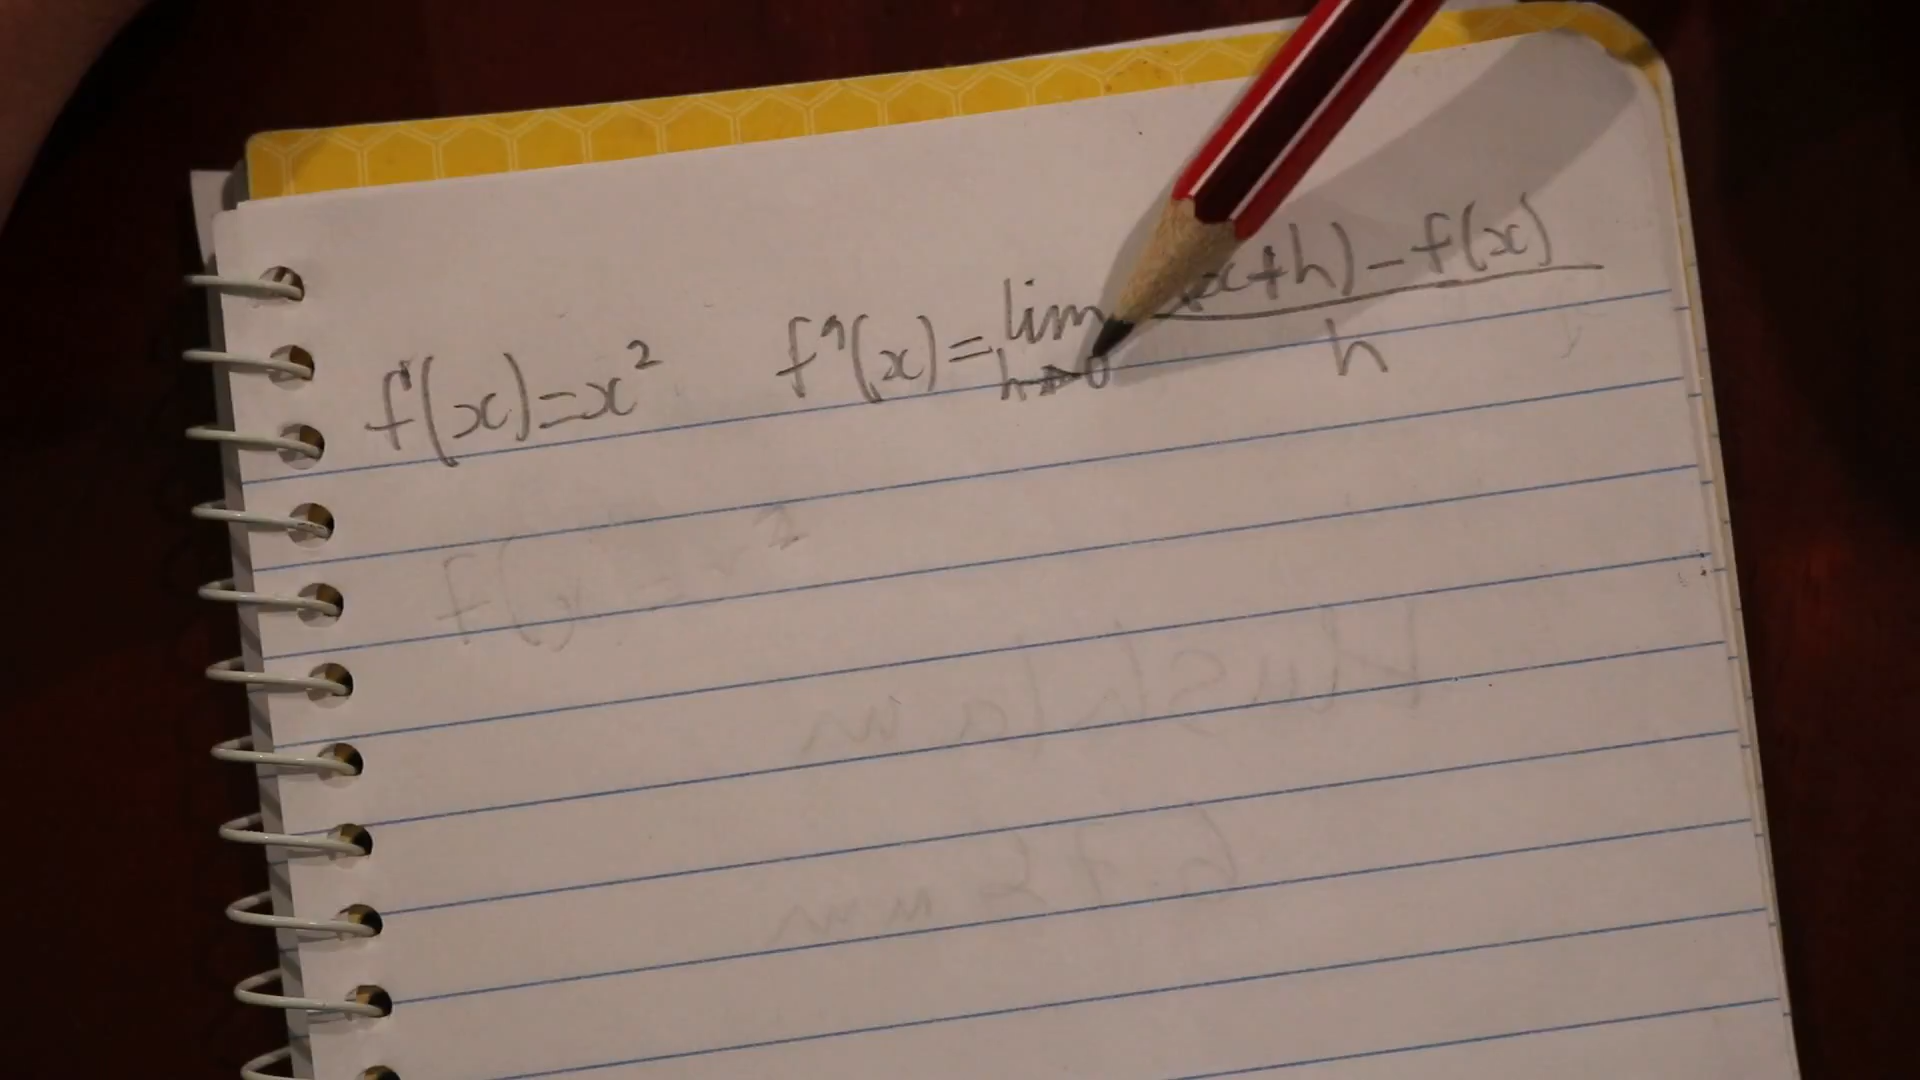 f'(x)=x² f'(x)=lim h→0 (x+h)-f(x) / h